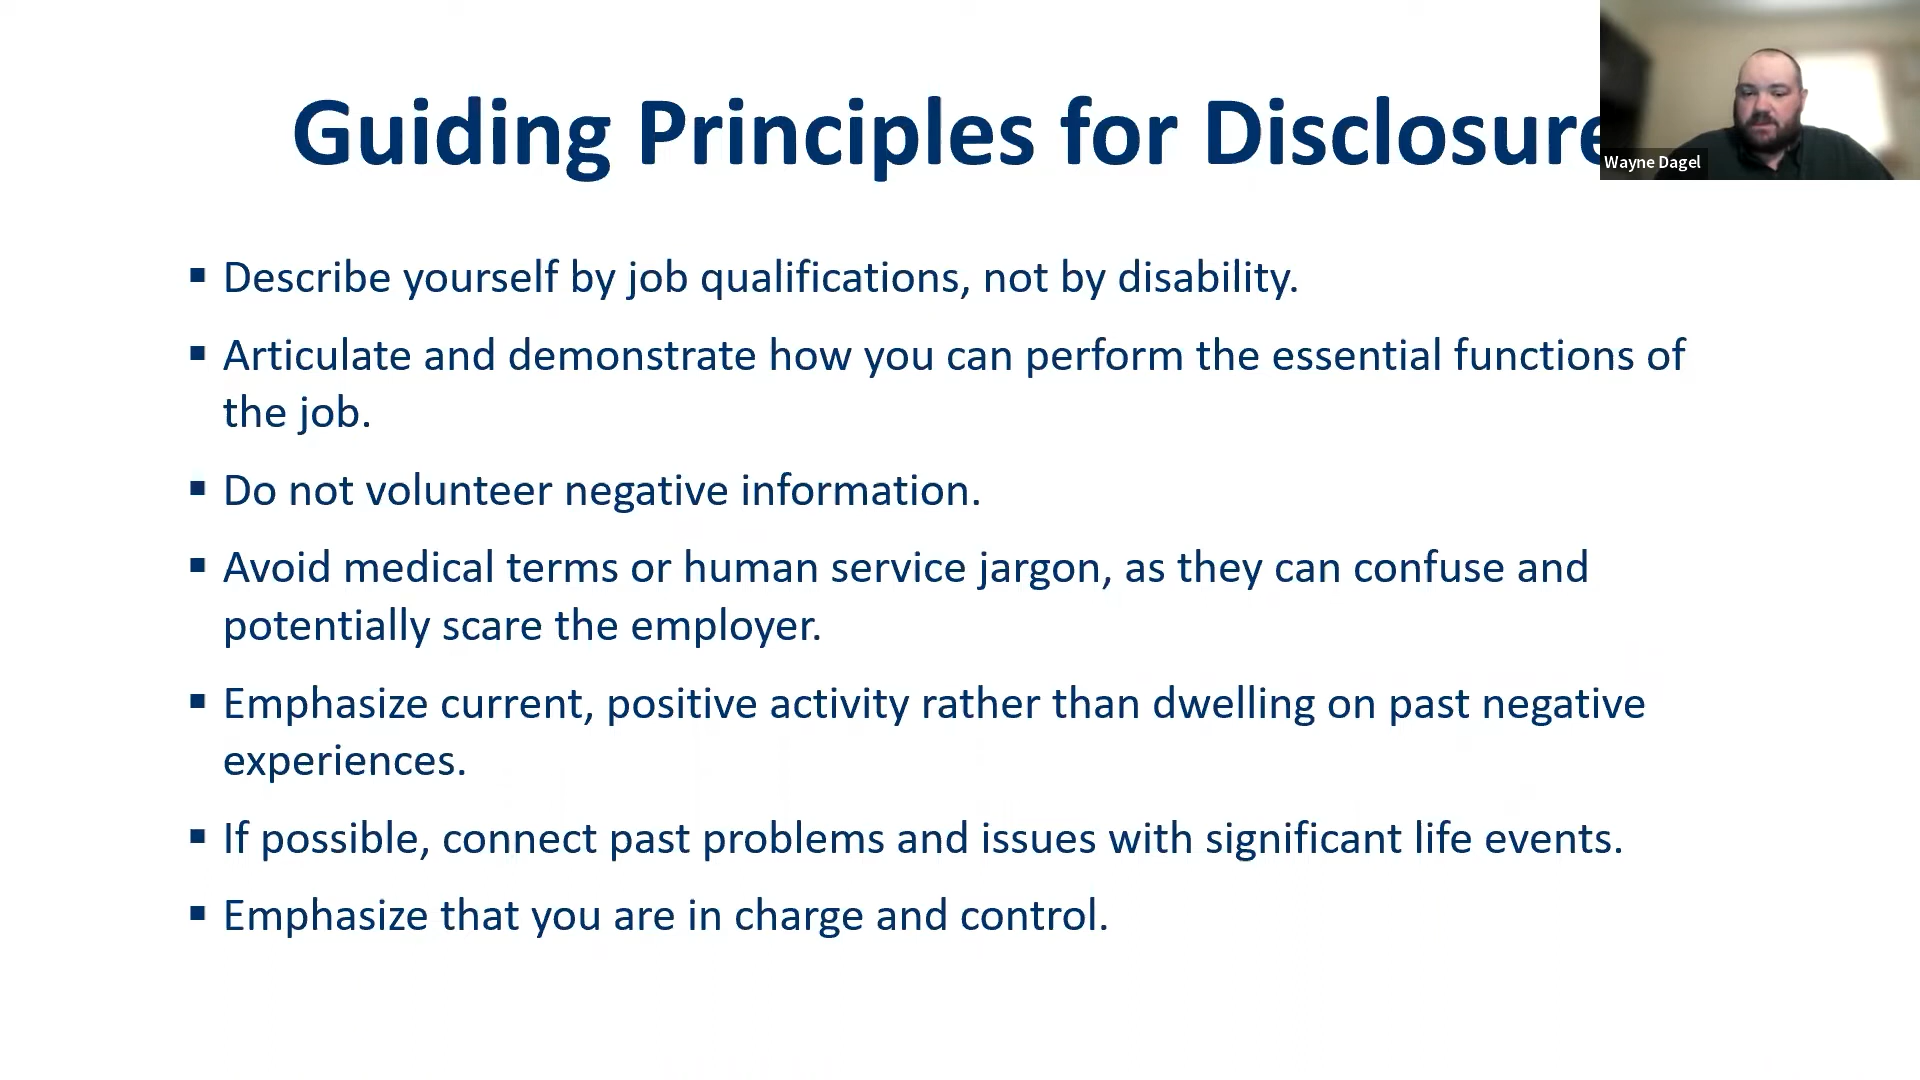 Guiding Principles for Disclosure
Wayne Dagel
▪ Describe yourself by job qualifications, not by disability.
▪ Articulate and demonstrate how you can perform the essential functions of
the job.
▪ Do not volunteer negative information.
▪ Avoid medical terms or human service jargon, as they can confuse and
potentially scare the employer.
▪ Emphasize current, positive activity rather than dwelling on past negative
experiences.
▪ If possible, connect past problems and issues with significant life events.
▪ Emphasize that you are in charge and control.